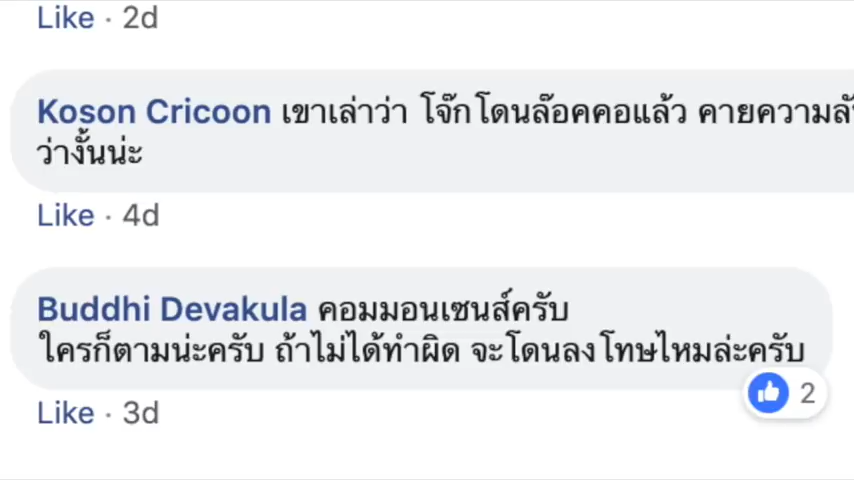 Like · 2d
Koson Cricoon เขาเล่าว่า โจ๊กโดนล๊อคคอแล้ว คายความลั
ว่างั้นน่ะ
Like · 4d
Buddhi Devakula คอมมอนเซนส์ครับ
ใครก็ตามน่ะครับ ถ้าไม่ได้ทำผิด จะโดนลงโทษไหมล่ะครับ
2
Like · 3d